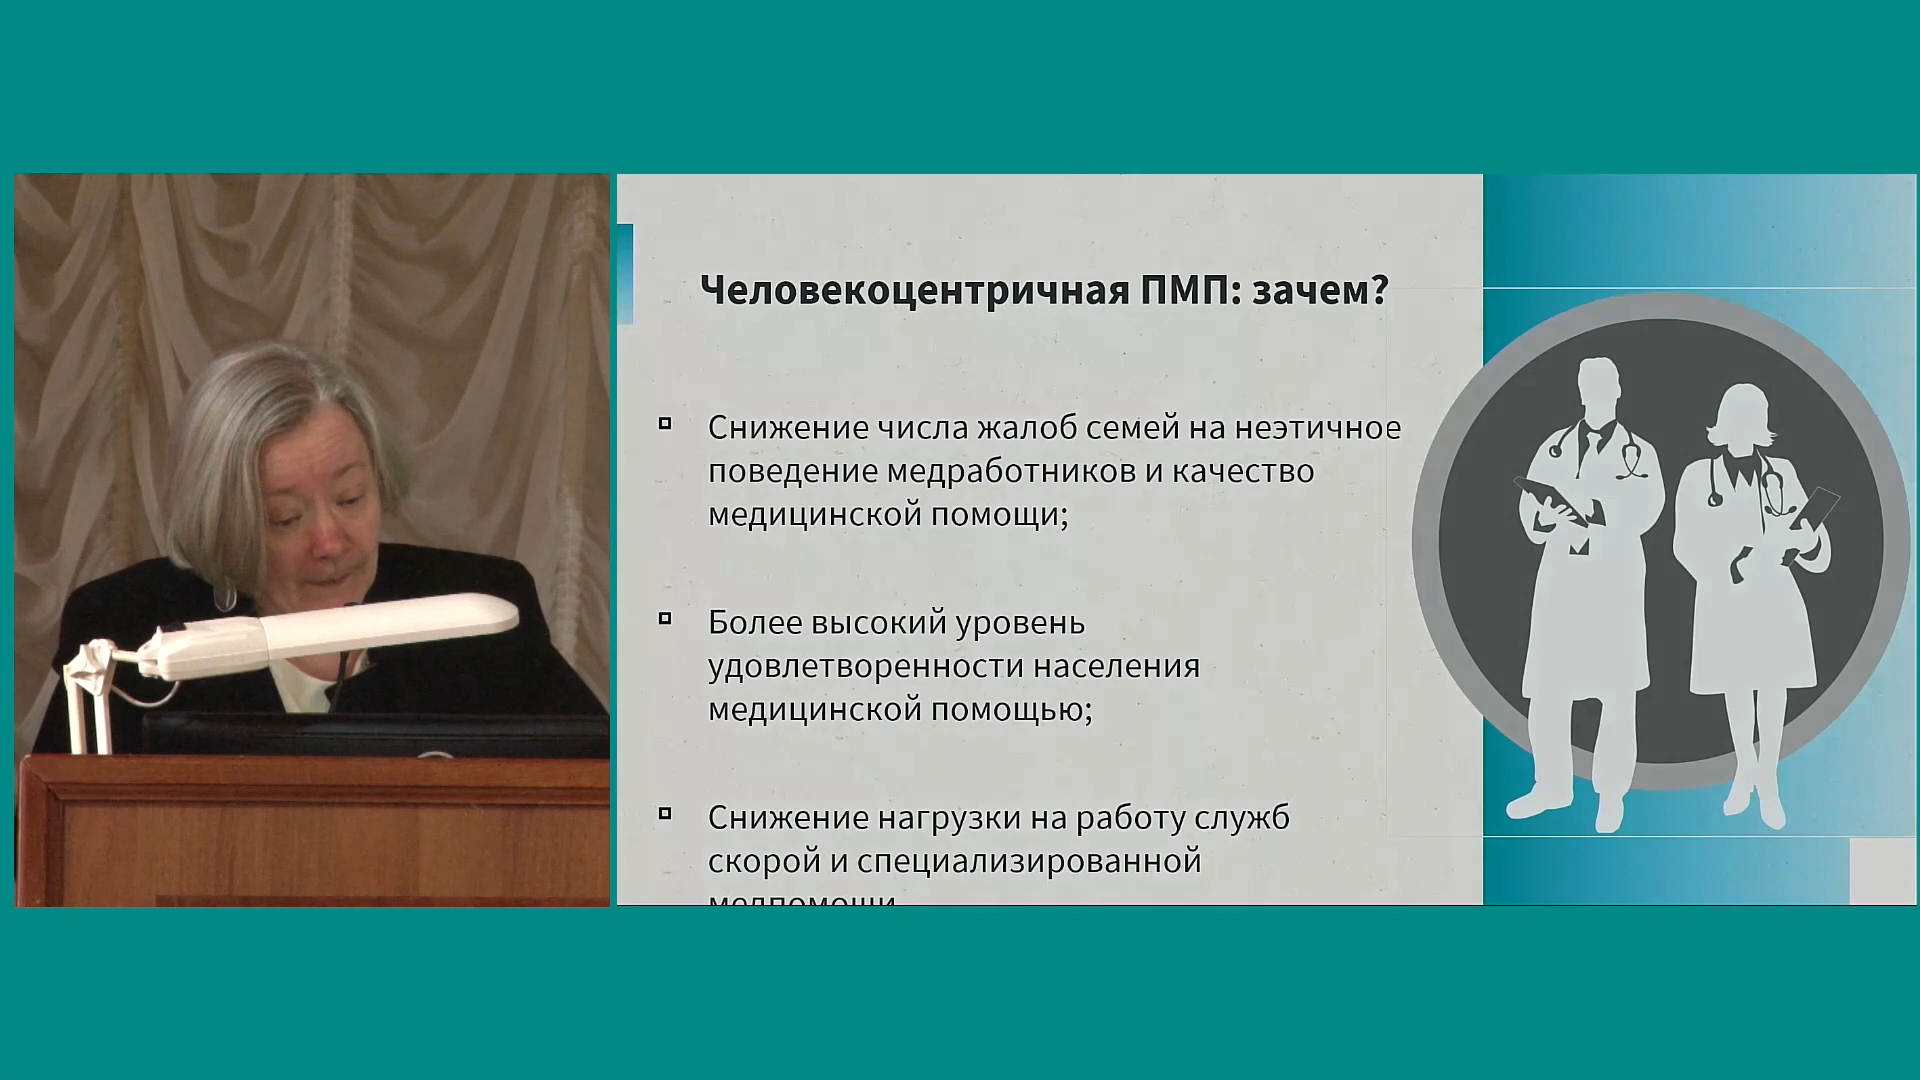 Человекоцентричная ПМП: зачем?
Снижение числа жалоб семей на неэтичное
поведение медработников и качество
медицинской помощи;
Более высокий уровень
удовлетворенности населения
медицинской помощью;
Снижение нагрузки на работу служб
скорой и специализированной
медпомощи